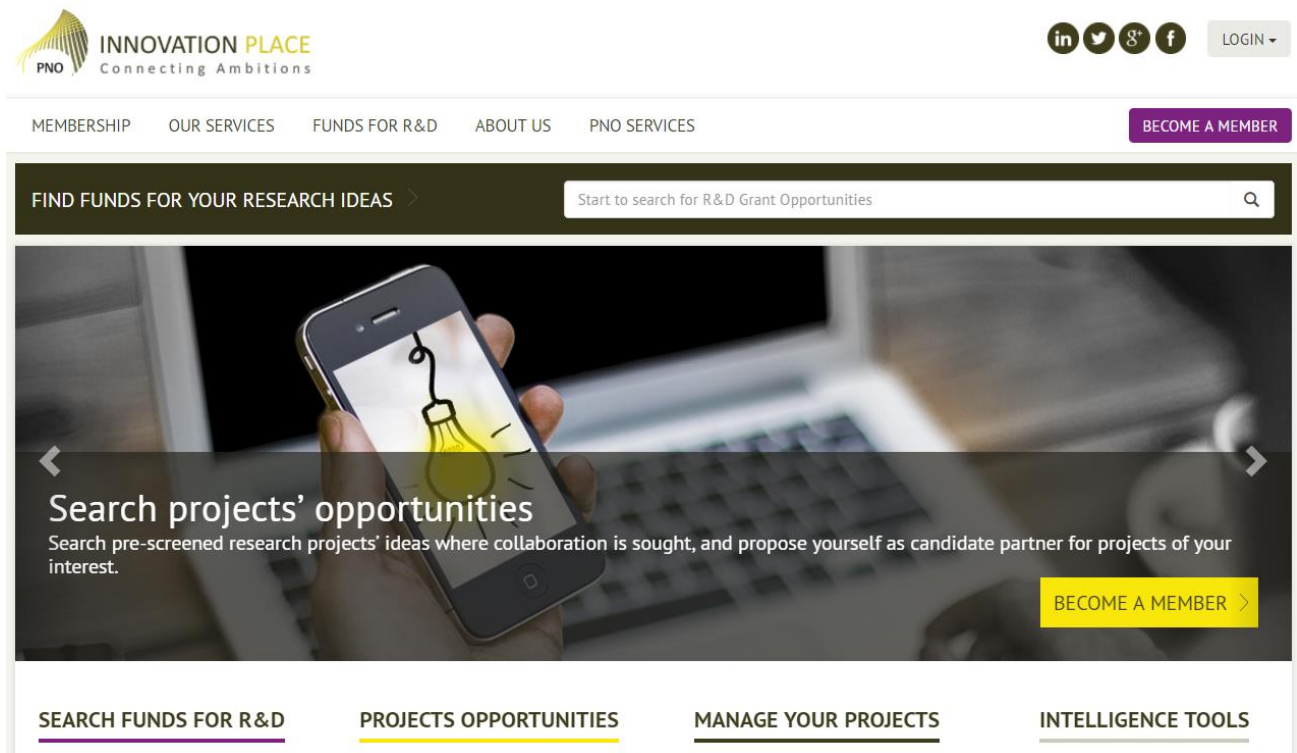 INNOVATION PLACE
PNO
Connecting Ambitions
in
8+
f
LOGIN
MEMBERSHIP OUR SERVICES FUNDS FOR R&D ABOUT US PNO SERVICES
BECOME A MEMBER
FIND FUNDS FOR YOUR RESEARCH IDEAS
Start to search for R&D Grant Opportunities
Search projects’ opportunities
Search pre-screened research projects’ ideas where collaboration is sought, and propose yourself as candidate partner for projects of your
interest.
BECOME A MEMBER
SEARCH FUNDS FOR R&D PROJECTS OPPORTUNITIES MANAGE YOUR PROJECTS INTELLIGENCE TOOLS